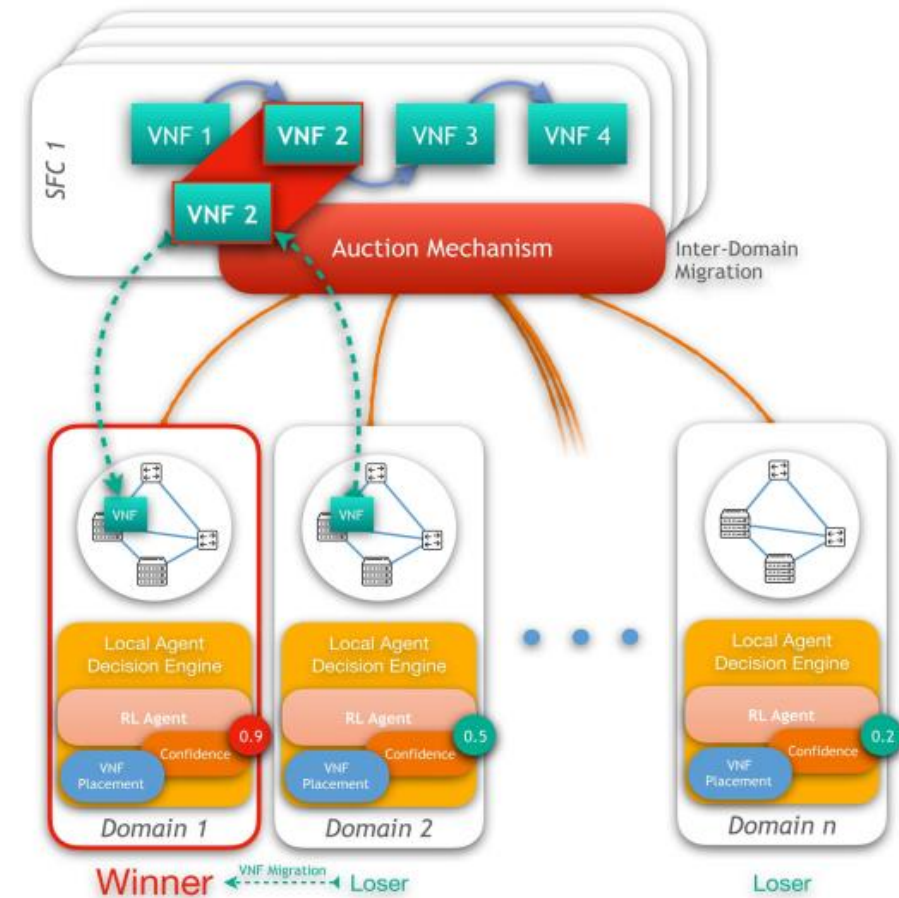 SFC 1
VNF 1
VNF 2
VNF 3
VNF 4
VNF 2
Auction Mechanism
Inter-Domain
Migration
VNF
VNF
Local Agent
Decision Engine
RL Agent
Confidence
0.9
VNF
Placement
Domain 1
Local Agent
Decision Engine
RL Agent
Confidence
0.5
VNF
Placement
Domain 2
Local Agent
Decision Engine
RL Agent
Confidence
0.2
VNF
Placement
Domain n
Winner
VNF Migration
Loser
Loser